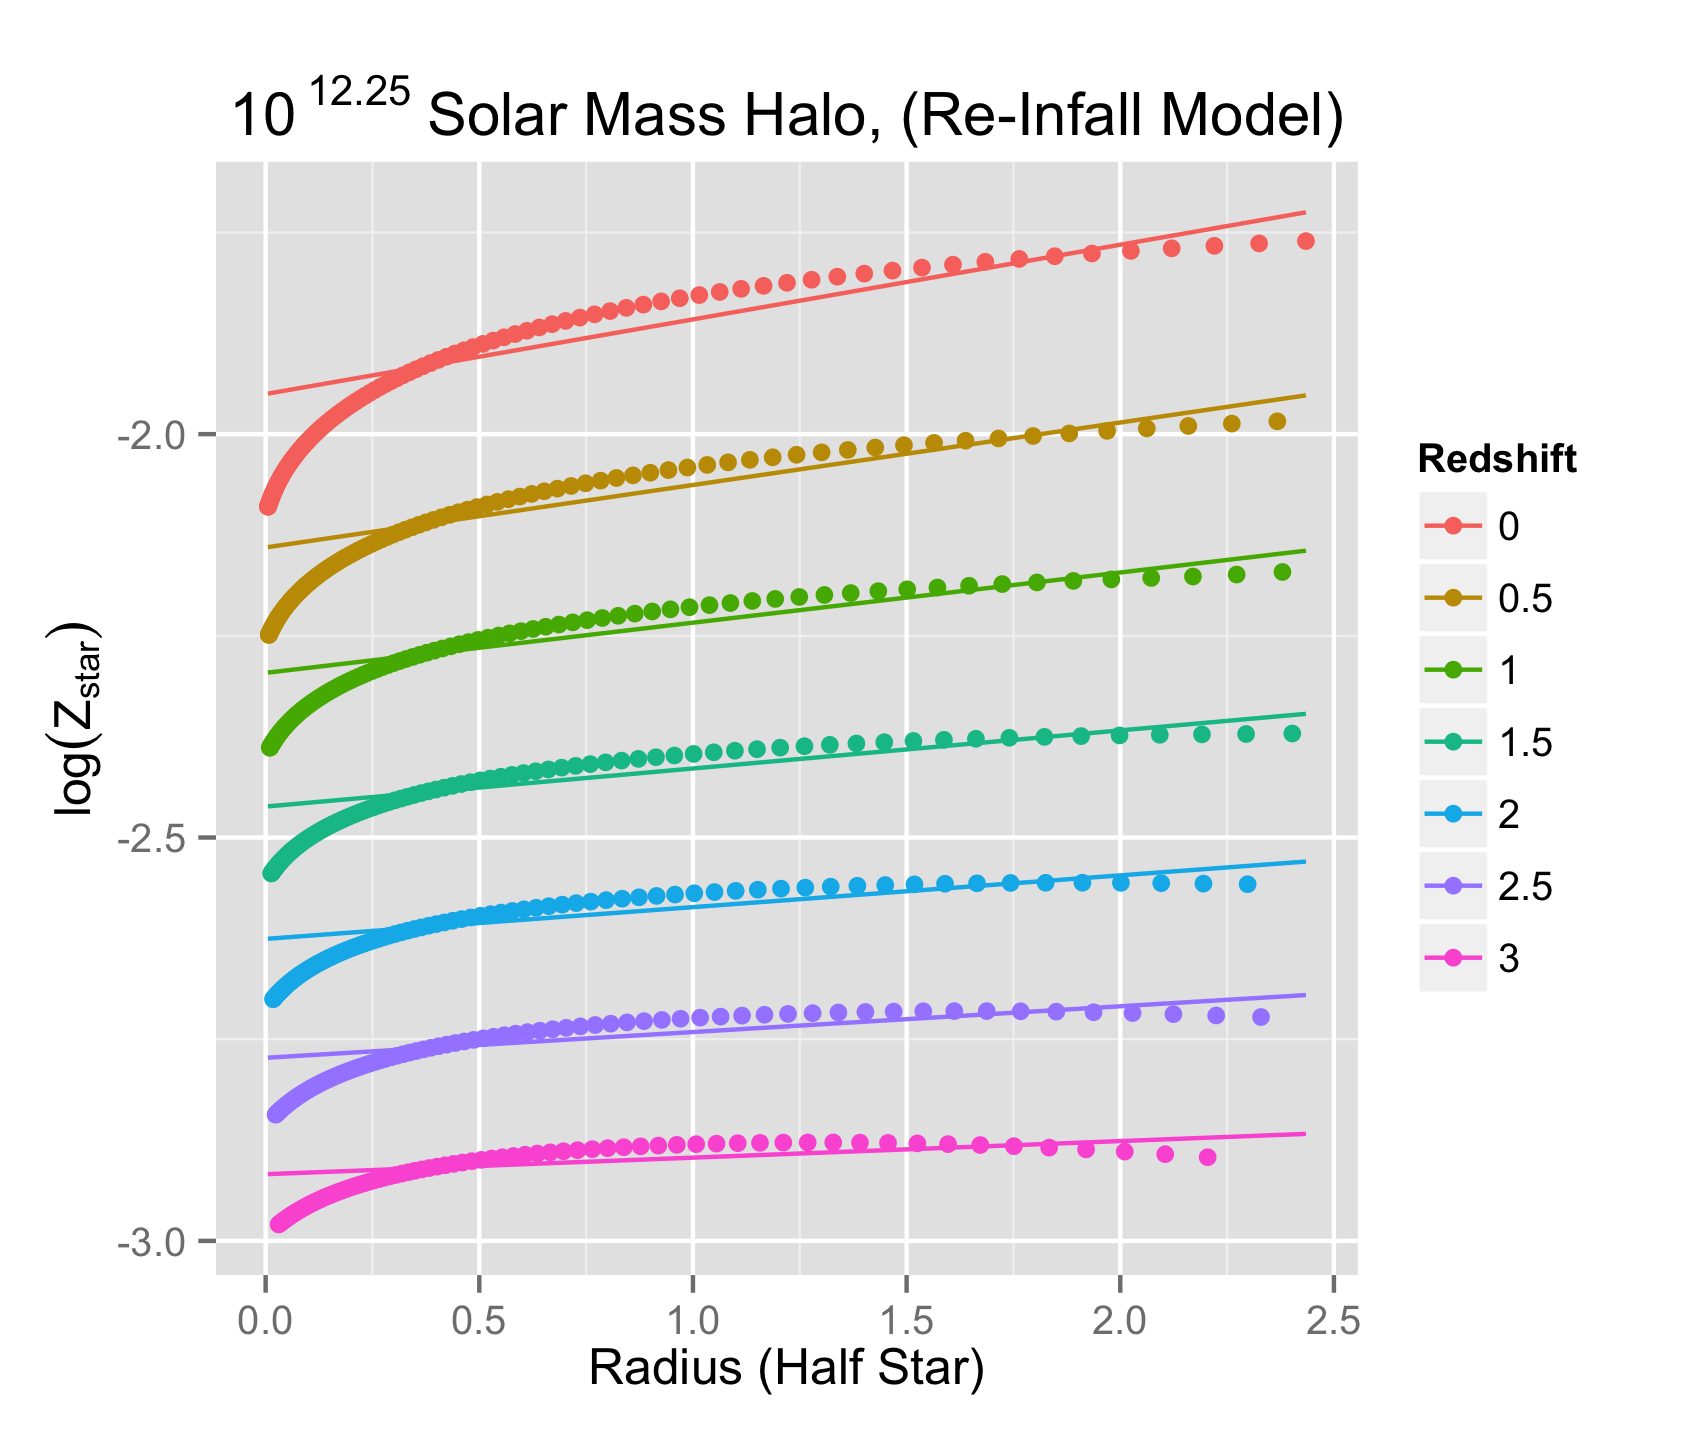 10 12.25 Solar Mass Halo, (Re-Infall Model)
log(Zstar)
-2.0
-2.5
-3.0
0.0 0.5 1.0 1.5 2.0 2.5
Radius (Half Star)
Redshift
0
0.5
1
1.5
2
2.5
3